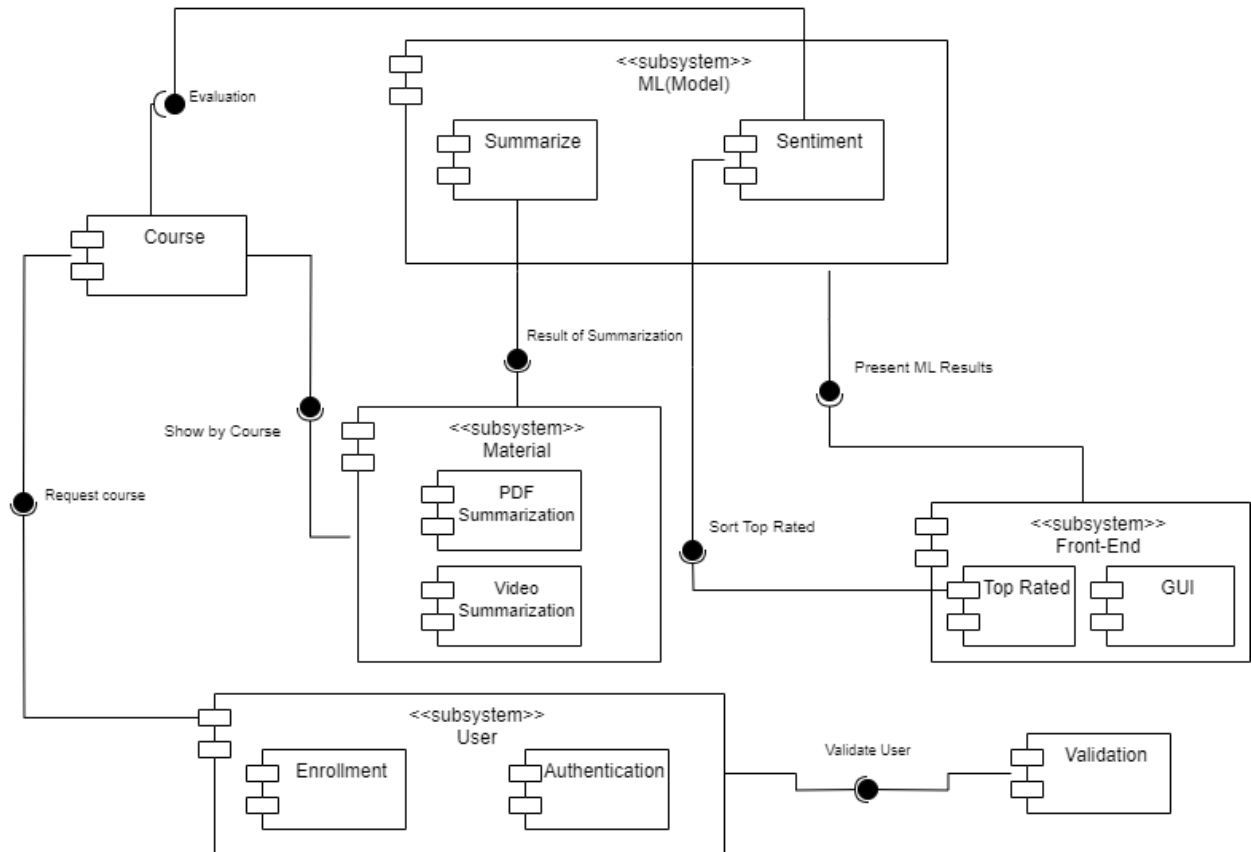 <<subsystem>>
ML(Model)
Evaluation
Summarize
Sentiment
Course
Result of Summarization
Present ML Results
Show by Course
<<subsystem>>
Material
PDF
Summarization
Request course
Sort Top Rated
<<subsystem>>
Front-End
Video
Summarization
Top Rated
GUI
<<subsystem>>
User
Enrollment
Authentication
Validate User
Validation